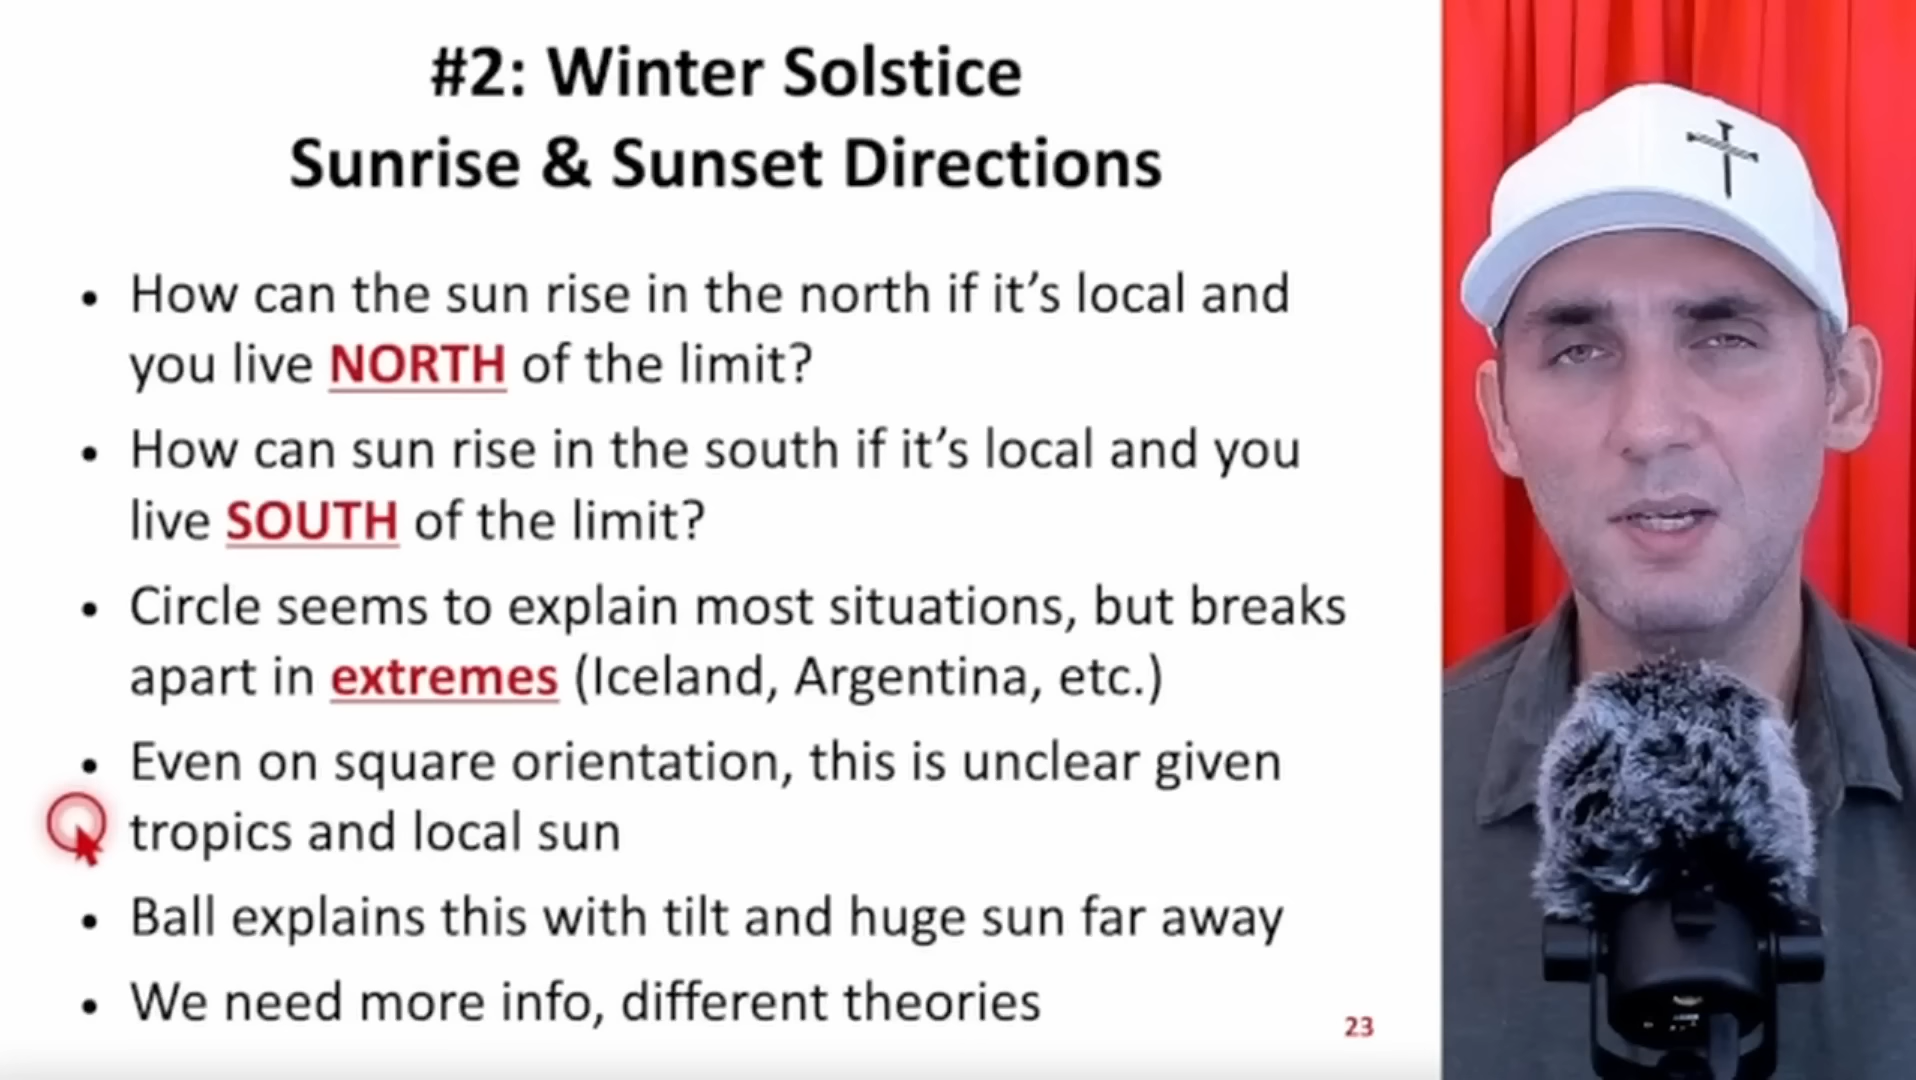 #2: Winter Solstice
Sunrise & Sunset Directions
• How can the sun rise in the north if it’s local and
you live NORTH of the limit?
• How can sun rise in the south if it’s local and you
live SOUTH of the limit?
• Circle seems to explain most situations, but breaks
apart in extremes (Iceland, Argentina, etc.)
• Even on square orientation, this is unclear given
tropics and local sun
• Ball explains this with tilt and huge sun far away
• We need more info, different theories
23